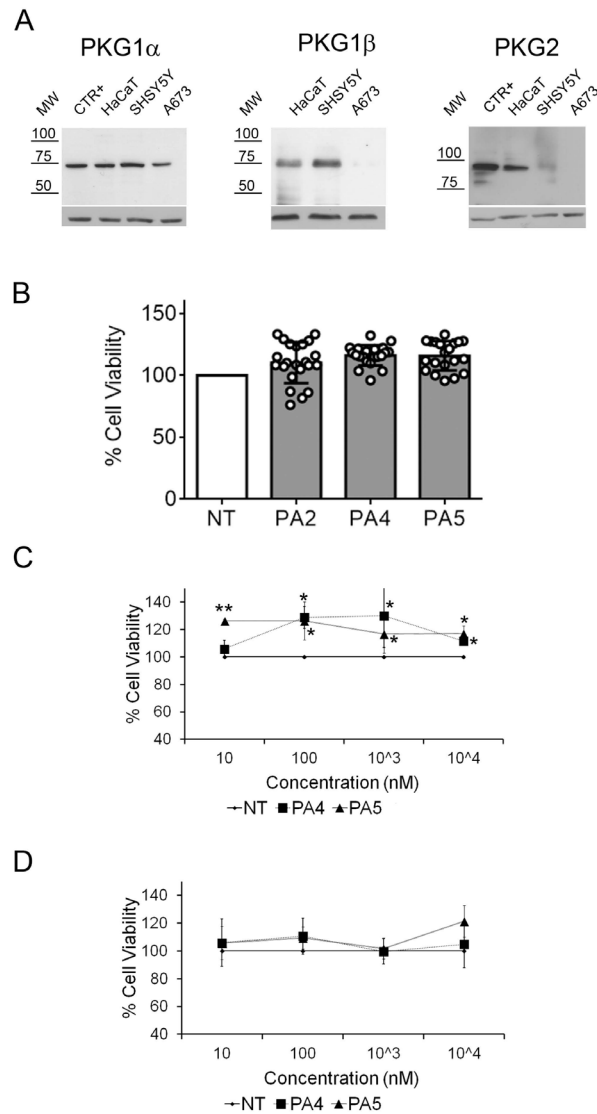 A
PKG1α
PKG1β
PKG2
MW CTR+ HaCaT SHSY5Y A673
MW HaCaT SHSY5Y A673
MW CTR+ HaCaT SHSY5Y A673
100
75
50
100
75
50
100
75
B
% Cell Viability
150
100
50
0
NT PA2 PA4 PA5
C
% Cell Viability
140
120
100
80
60
40
** * * * * * *
10 100 10^3 10^4
Concentration (nM)
NT PA4 PA5
D
% Cell Viability
140
120
100
80
60
40
10 100 10^3 10^4
Concentration (nM)
NT PA4 PA5